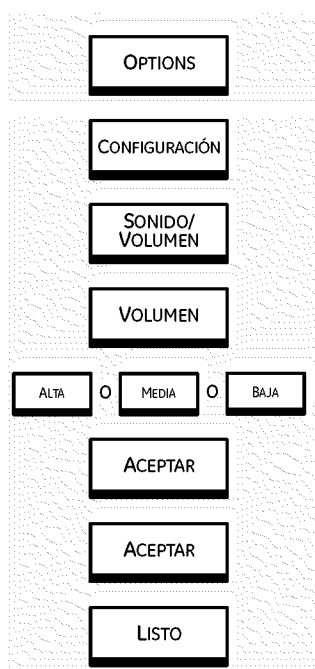 OPTIONS
CONFIGURACIÓN
SONIDO/
VOLUMEN
VOLUMEN
ALTA O MEDIA O BAJA
ACEPTAR
ACEPTAR
LISTO